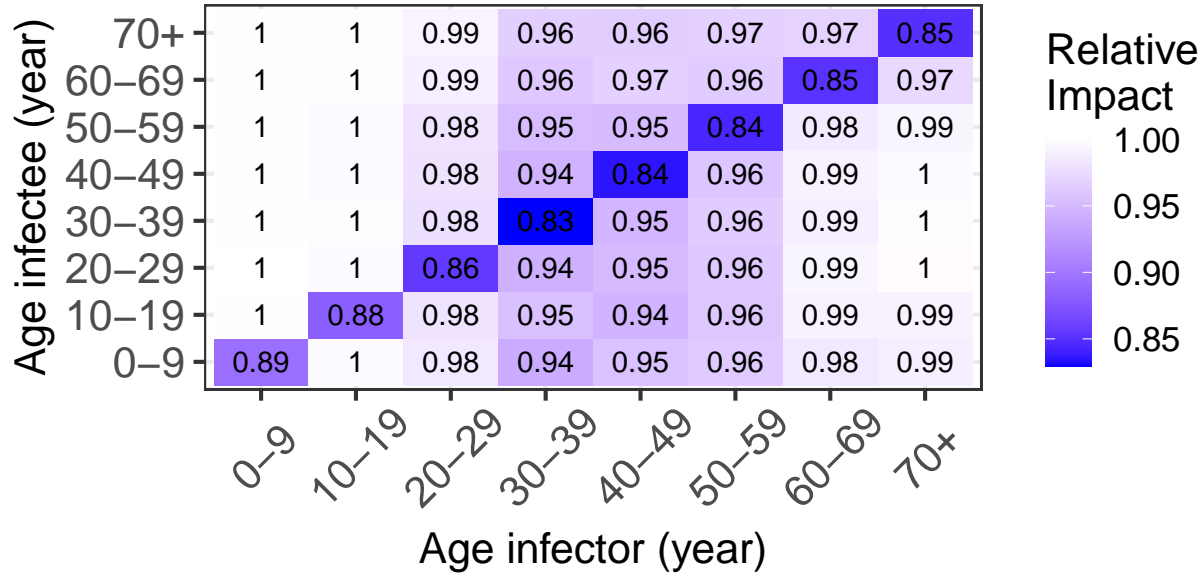 Age infectee (year)
70+ 1 1 0.99 0.96 0.96 0.97 0.97 0.85
60−69 1 1 0.99 0.96 0.97 0.96 0.85 0.97
50−59 1 1 0.98 0.95 0.95 0.84 0.98 0.99
40−49 1 1 0.98 0.94 0.84 0.96 0.99 1
30−39 1 1 0.98 0.83 0.95 0.96 0.99 1
20−29 1 1 0.86 0.94 0.95 0.96 0.99 1
10−19 1 0.88 0.98 0.95 0.94 0.96 0.99 0.99
0−9 0.89 1 0.98 0.94 0.95 0.96 0.98 0.99
0−9 10−19 20−29 30−39 40−49 50−59 60−69 70+
Age infector (year)
Relative
Impact
1.00
0.95
0.90
0.85